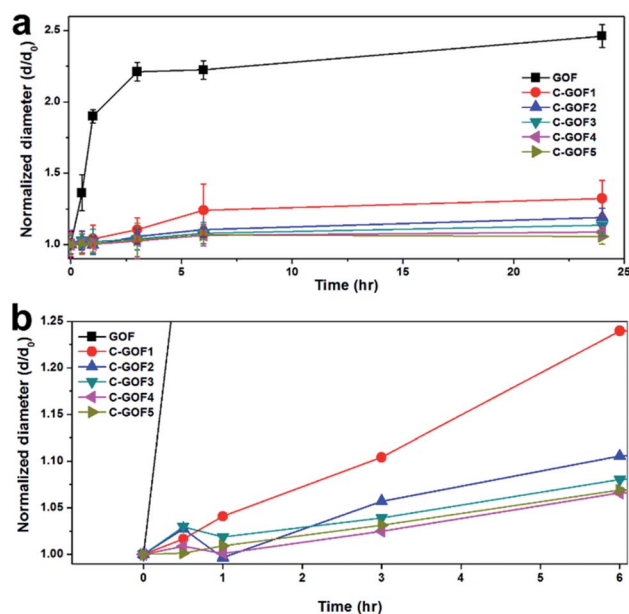 a
Normalized diameter (d/d0)
2.5
2.0
1.5
1.0
GOF
C-GOF1
C-GOF2
C-GOF3
C-GOF4
C-GOF5
0 5 10 15 20 25
Time (hr)
b
Normalized diameter (d/d0)
1.25
1.20
1.15
1.10
1.05
1.00
GOF
C-GOF1
C-GOF2
C-GOF3
C-GOF4
C-GOF5
0 1 2 3 4 5 6
Time (hr)